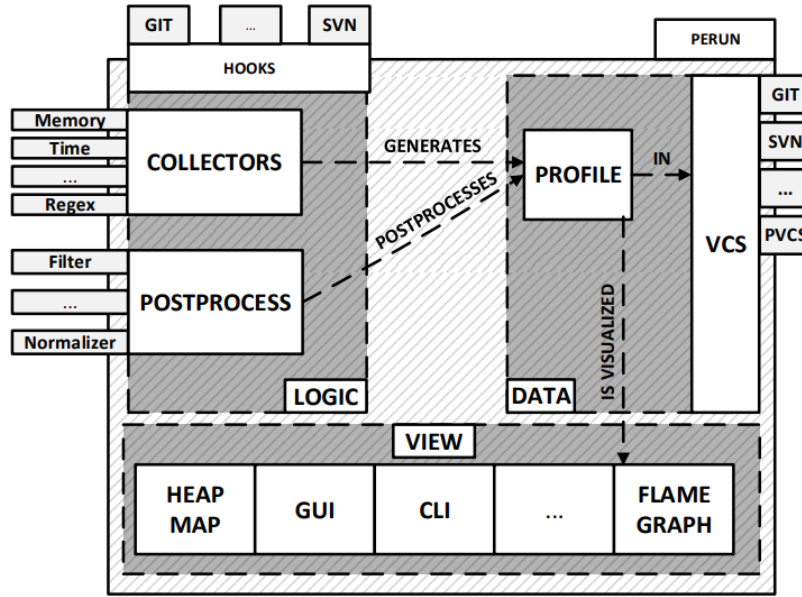 GIT
...
SVN
HOOKS
PERUN
Memory
Time
...
Regex
COLLECTORS
GENERATES
PROFILE
IN
VCS
GIT
SVN
...
PVCS
POSTPROCESSES
Filter
...
Normalizer
POSTPROCESS
IS VISUALIZED
LOGIC
DATA
VIEW
HEAP
MAP
GUI
CLI
...
FLAME
GRAPH